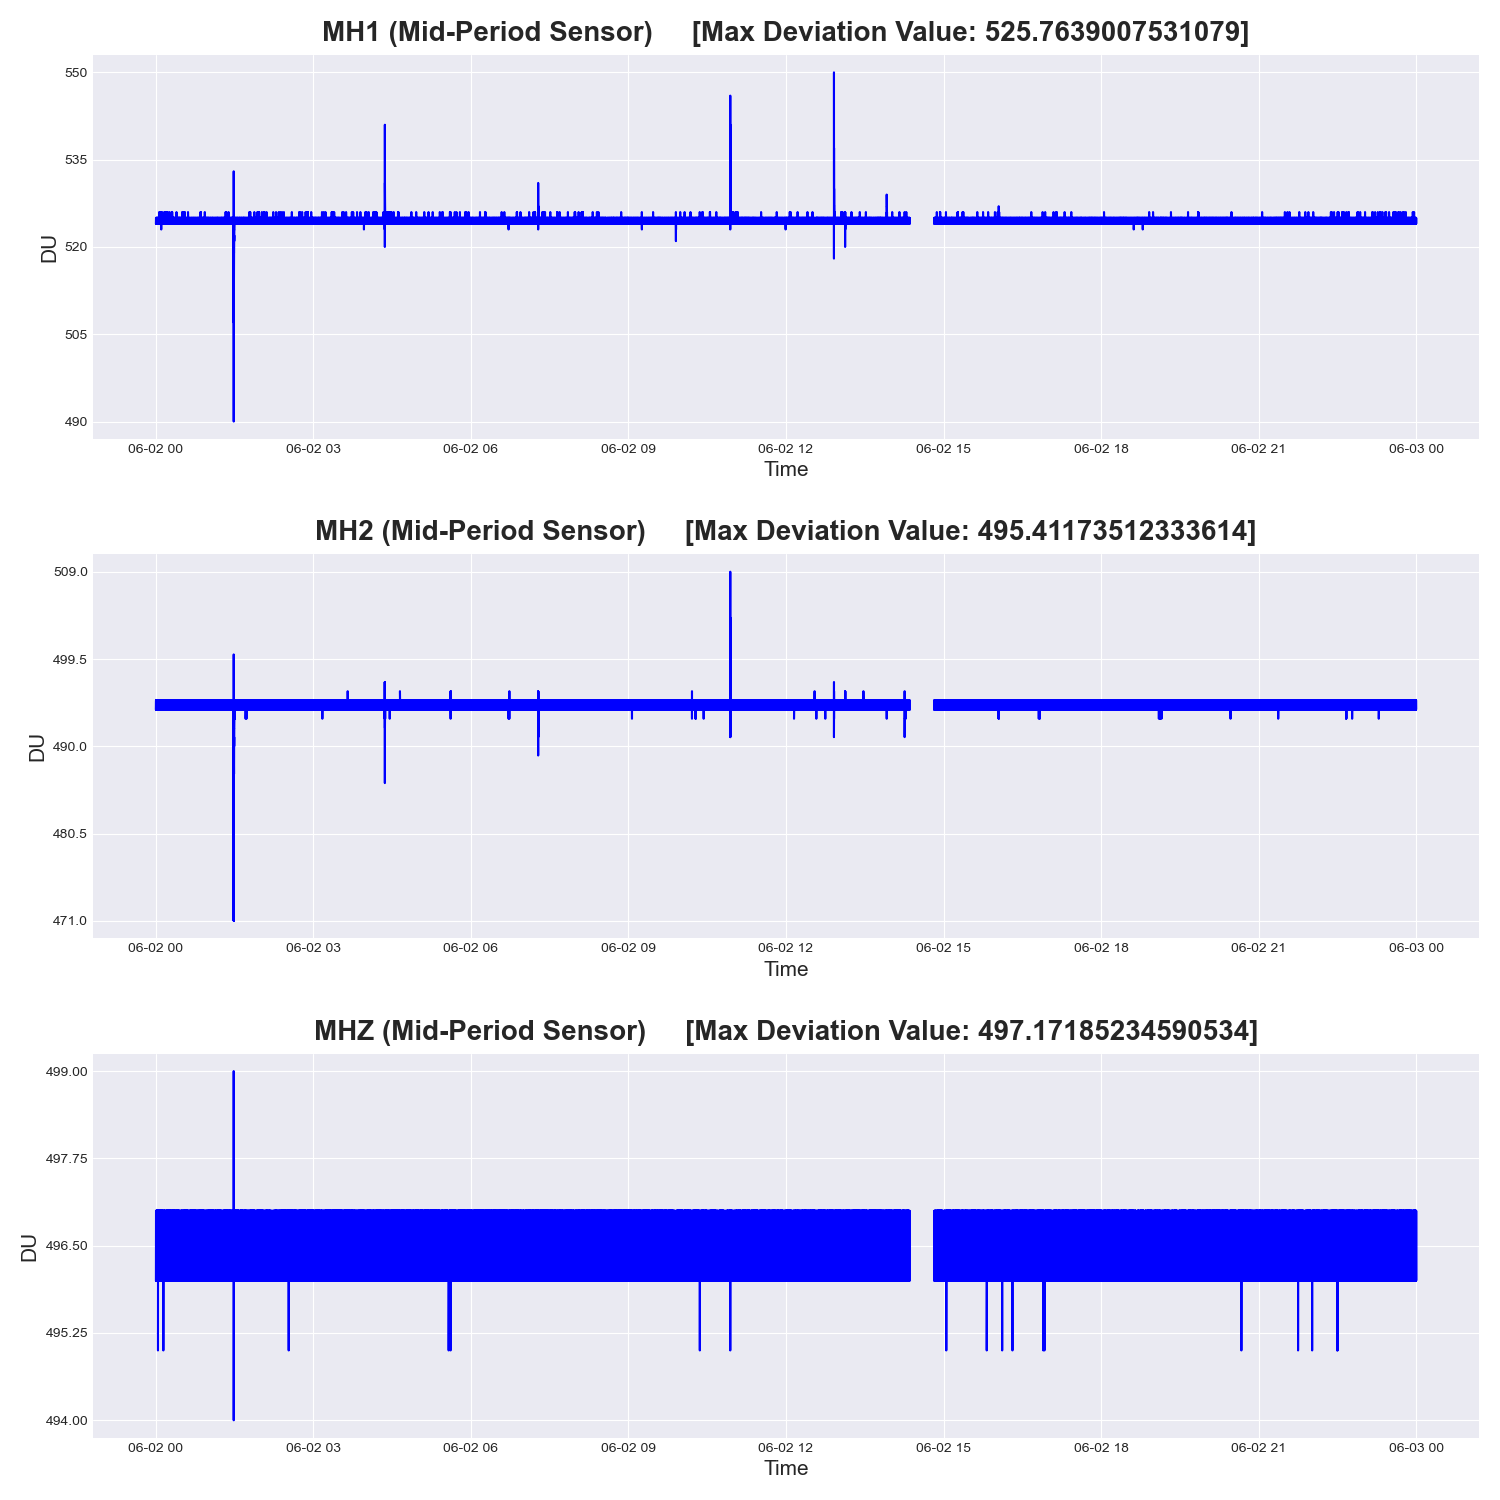 MH1 (Mid-Period Sensor) [Max Deviation Value: 525.7639007531079]
550
535
520
505
490
DU
06-02 00 06-02 03 06-02 06 06-02 09 06-02 12 06-02 15 06-02 18 06-02 21 06-03 00
Time
MH2 (Mid-Period Sensor) [Max Deviation Value: 495.41173512333614]
509.0
499.5
490.0
480.5
471.0
DU
06-02 00 06-02 03 06-02 06 06-02 09 06-02 12 06-02 15 06-02 18 06-02 21 06-03 00
Time
MHZ (Mid-Period Sensor) [Max Deviation Value: 497.17185234590534]
499.00
497.75
496.50
495.25
494.00
DU
06-02 00 06-02 03 06-02 06 06-02 09 06-02 12 06-02 15 06-02 18 06-02 21 06-03 00
Time